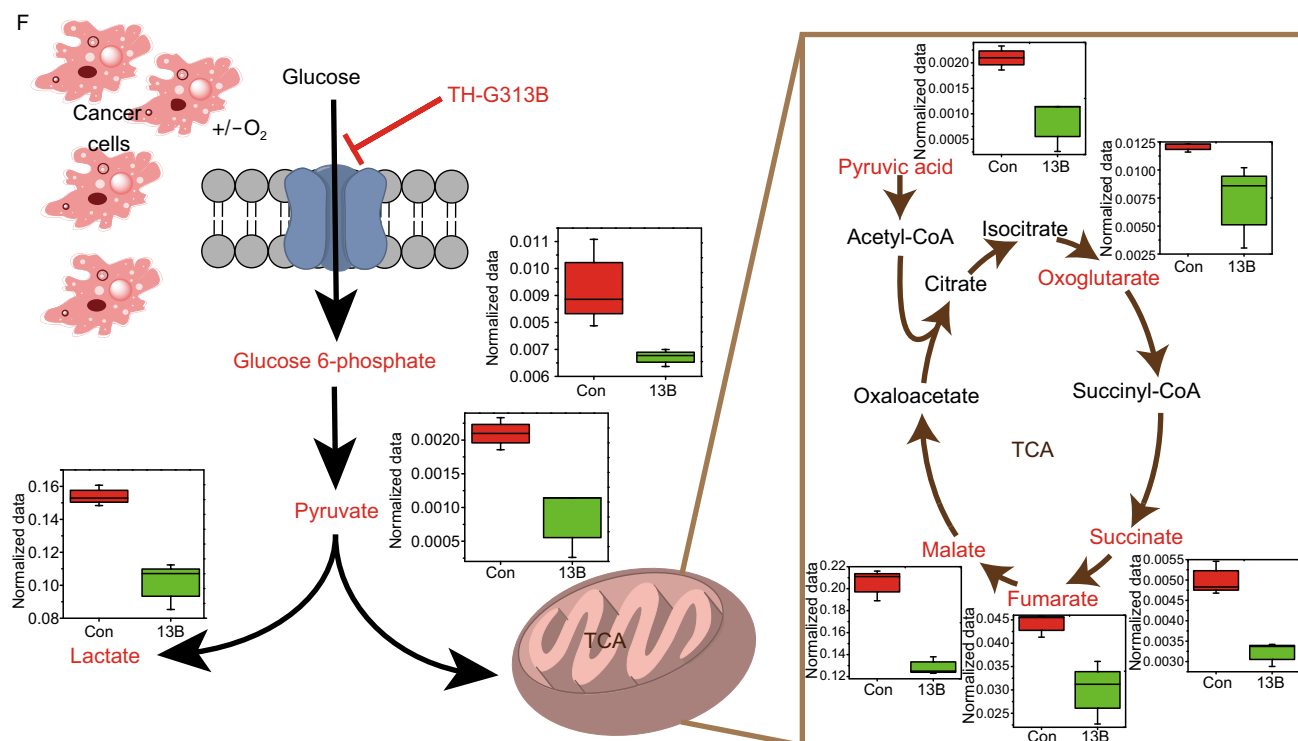 F
Glucose
TH-G313B
Cancer
cells
+/−O2
Normalized data
0.011
0.010
0.009
0.005
0.007
0.006
Con
13B
Glucose 6-phosphate
Normalized data
0.0020
0.0015
0.0010
0.0005
Con
13B
Pyruvate
Normalized data
0.16
0.14
0.12
0.10
0.08
Con
13B
Lactate
TCA
Normalized data
0.0020
0.0015
0.0010
0.0005
Con
13B
Pyruvic acid
Normalized data
0.0125
0.0100
0.0075
0.0050
0.0025
Con
13B
Acetyl-CoA
Isocitrate
Citrate
Oxoglutarate
Oxaloacetate
Succinyl-CoA
TCA
Malate
Succinate
Fumarate
Normalized data
0.22
0.20
0.18
0.16
0.14
0.12
Con
13B
Normalized data
0.045
0.040
0.035
0.030
0.025
Con
13B
Normalized data
0.0055
0.0050
0.0045
0.0040
0.0035
0.0030
Con
13B